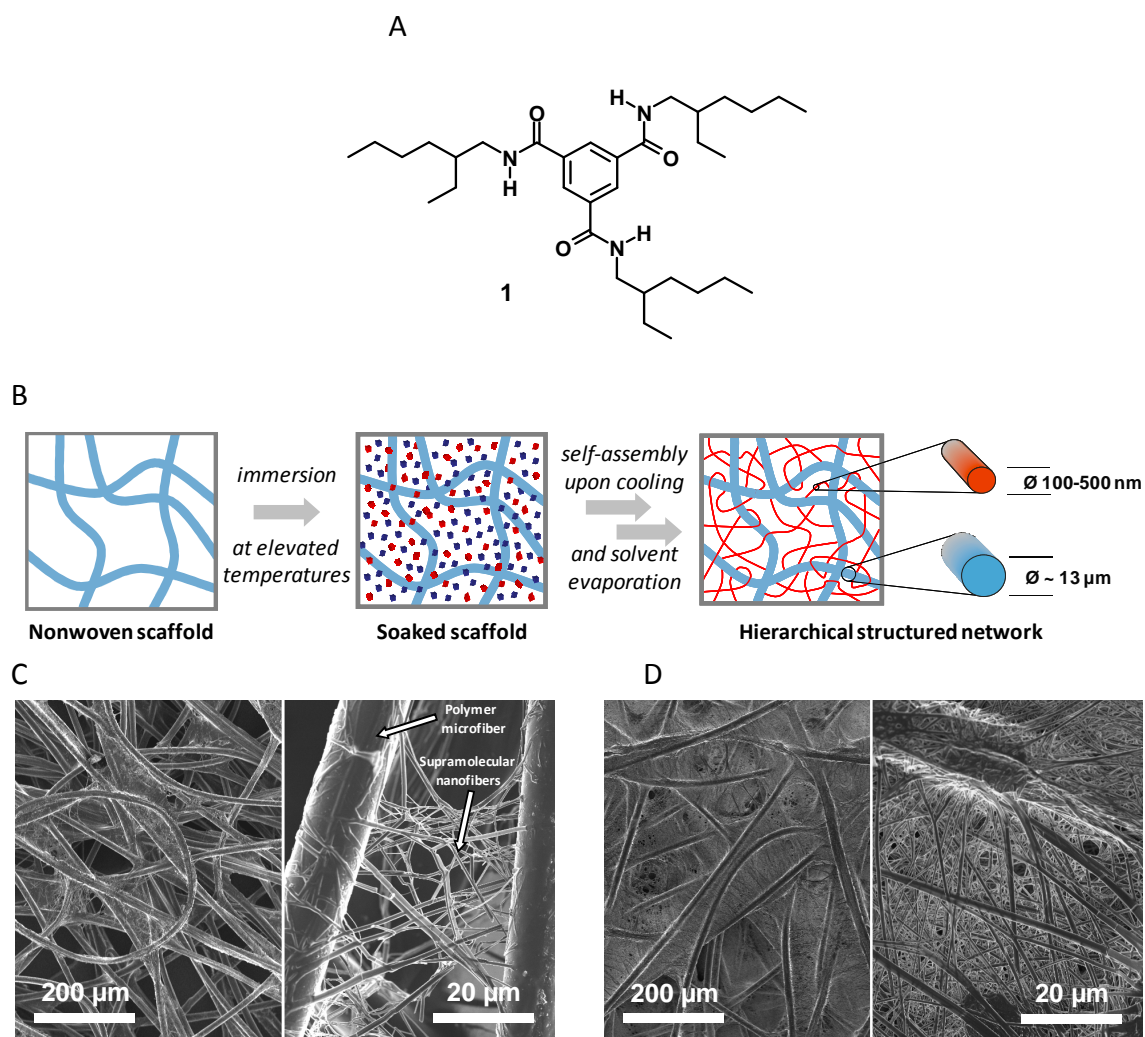 A
H
O
N
O
N
H
O
N
H
1
B
immersion
at elevated
temperatures
self-assembly
upon cooling
and solvent
evaporation
Ø 100-500 nm
Ø ~ 13 µm
Nonwoven scaffold
Soaked scaffold
Hierarchical structured network
C
D
Polymer
microfiber
Supramolecular
nanofibers
200 µm
20 µm
200 µm
20 µm